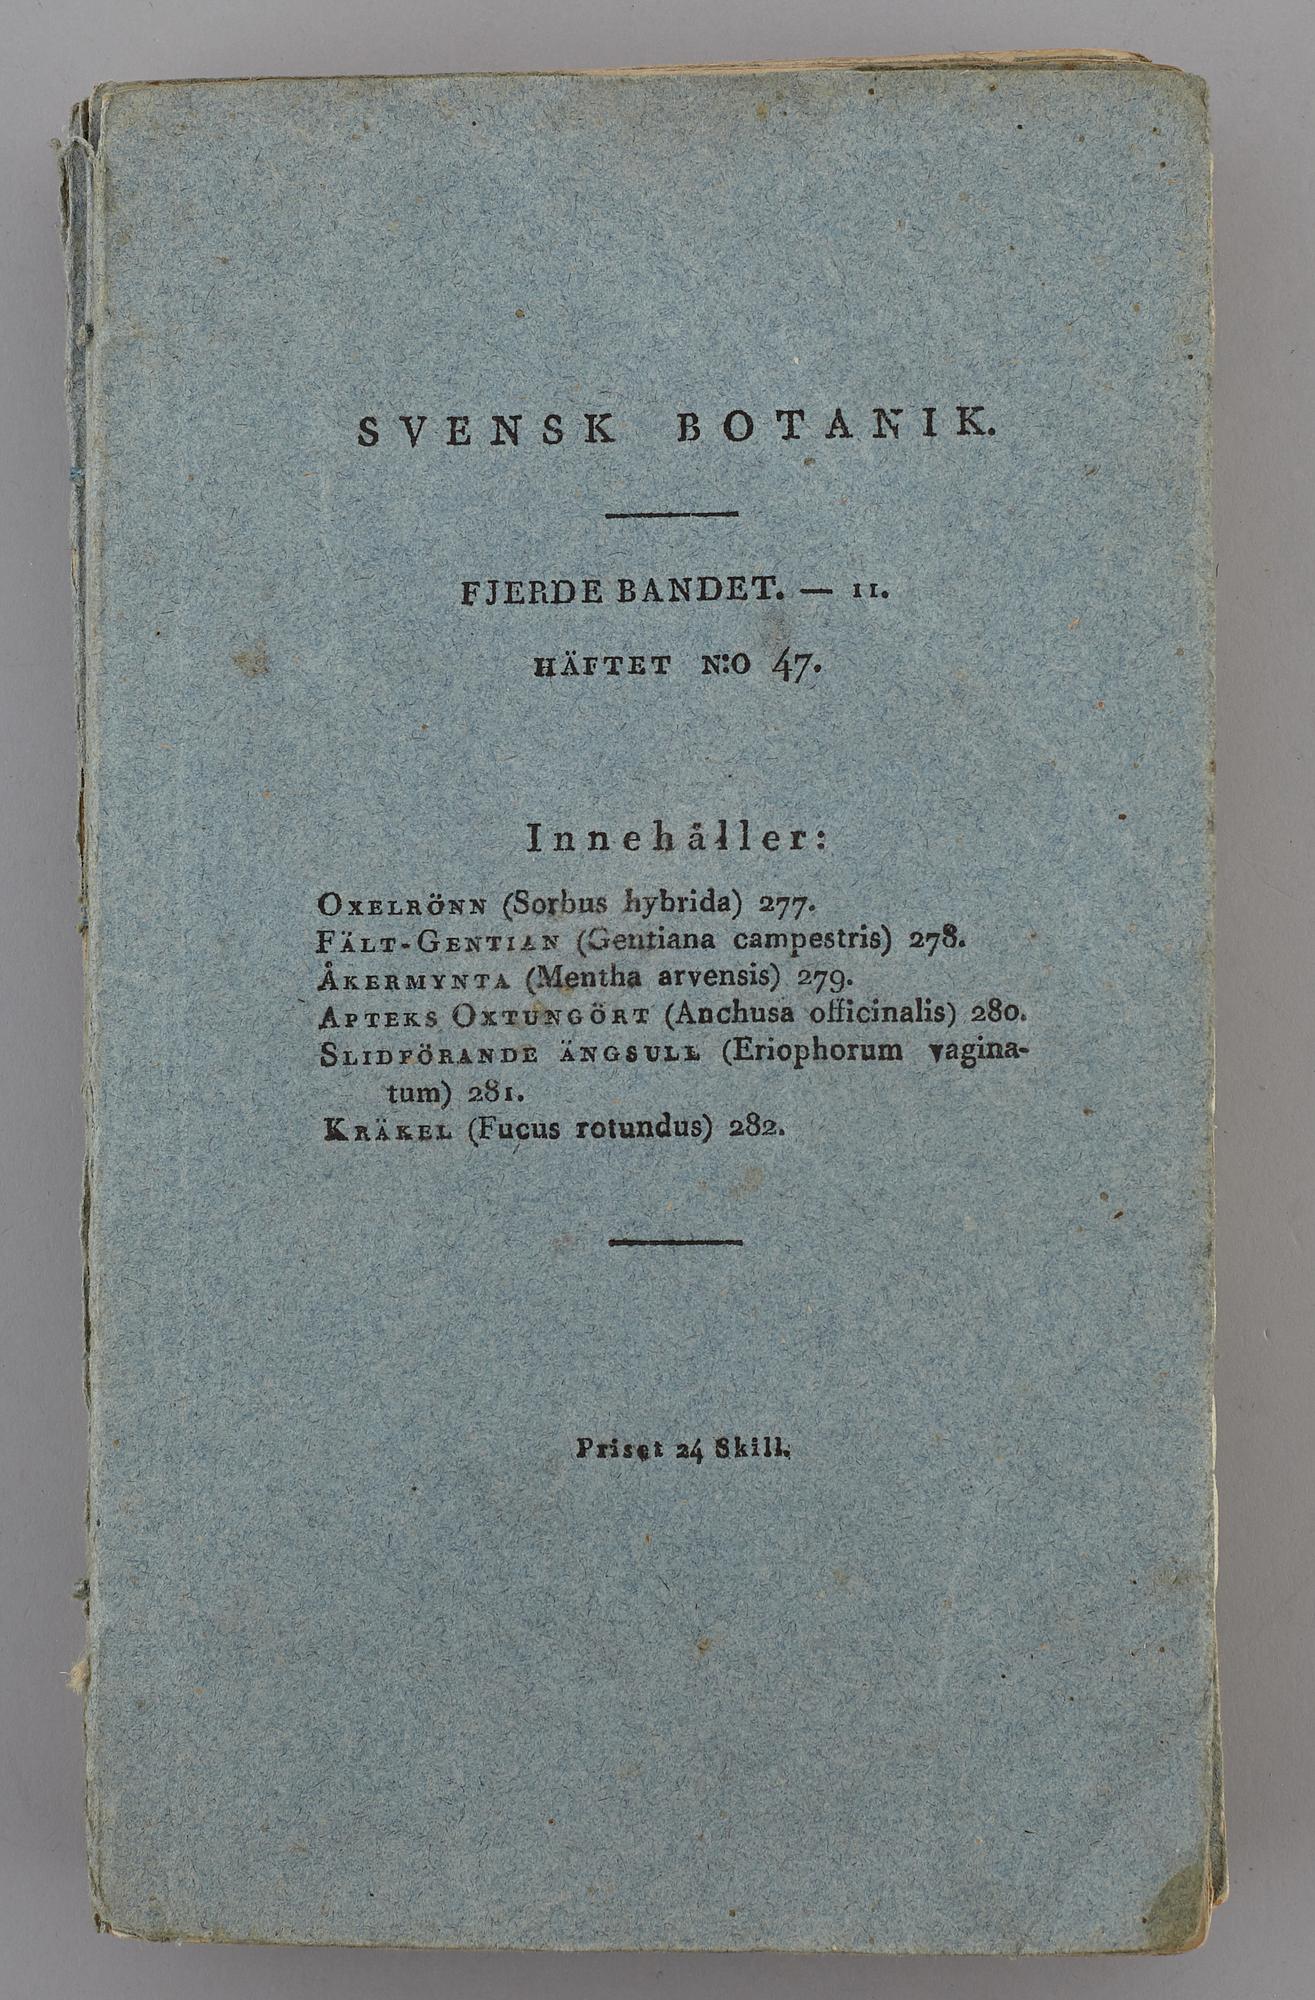 SVENSK BOTANIK.
FJERDE BANDET. — 11.
HÄFTET N:O 47.
Innehåller:
OXELRÖNN (Sorbus hybrida) 277.
FÄLT-GENTIAN (Gentiana campestris) 278.
ÅKERMYNTA (Mentha arvensis) 279.
APTEKS OXTUNGÖRT (Anchusa officinalis) 280.
SLIDFÖRANDE ÄNGSULL (Eriophorum vagina-
tum) 281.
KRÄKEL (Fucus rotundus) 282.
Priset 24 Skill.